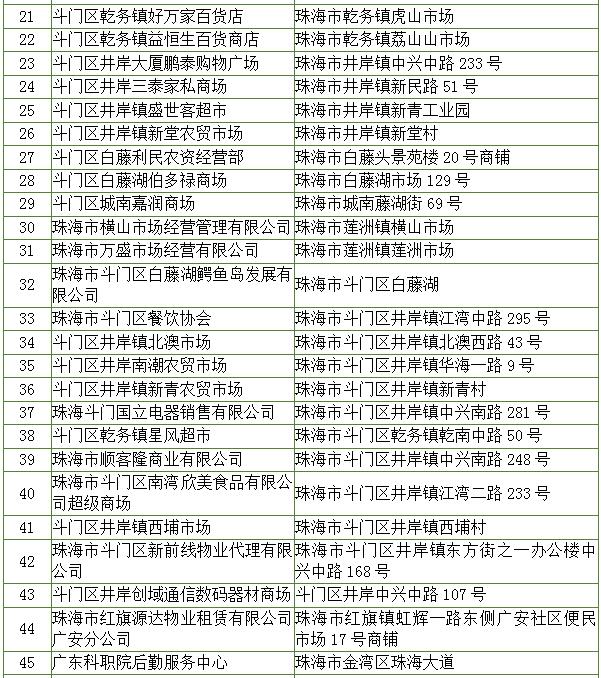 21 斗门区乾务镇好万家百货店 珠海市乾务镇虎山市场
22 斗门区乾务镇益恒生百货商店 珠海市乾务镇荔山山市场
23 斗门区井岸大厦鹏泰购物广场 珠海市井岸镇中兴中路 233 号
24 斗门区井岸三泰家私商场 珠海市井岸镇新民路 51 号
25 斗门区井岸镇盛世客超市 珠海市井岸镇新青工业园
26 斗门区井岸镇新堂农贸市场 珠海市井岸镇新堂村
27 斗门区白藤利民农资经营部 珠海市白藤头景苑楼 20 号商铺
28 斗门区白藤湖伯多禄商场 珠海市白藤湖市场 129 号
29 斗门区城南嘉润商场 珠海市城南藤湖街 69 号
30 珠海市横山市场经营管理有限公司 珠海市莲洲镇横山市场
31 珠海市万盛市场经营有限公司 珠海市莲洲镇莲洲市场
32 珠海市斗门区白藤湖鳄鱼岛发展有
限公司 珠海市斗门区白藤湖
33 珠海市斗门区餐饮协会 珠海市斗门区井岸镇江湾中路 295 号
34 斗门区井岸镇北澳市场 珠海市斗门区井岸镇北澳西路 43 号
35 斗门区井岸南潮农贸市场 珠海市斗门区井岸镇华海一路 9 号
36 斗门区井岸镇新青农贸市场 珠海市斗门区井岸镇新青村
37 珠海斗门国立电器销售有限公司 珠海市斗门区井岸镇中兴南路 281 号
38 斗门区乾务镇星风超市 珠海市斗门区乾务镇乾南中路 50 号
39 珠海市顺客隆商业有限公司 珠海市斗门区井岸镇中兴南路 248 号
40 珠海市斗门区南湾欣美食品有限公
司超级商场 珠海市斗门区井岸镇江湾二路 233 号
41 斗门区井岸镇西埔市场 珠海市斗门区井岸镇西埔村
42 珠海市斗门区新前线物业代理有限
公司 珠海市斗门区井岸镇东方街之一办公楼中
兴中路 168 号
43 斗门区井岸创域通信数码器材商场 斗门区井岸中兴中路 107 号
44 珠海市红旗源达物业租赁有限公司
广安分公司 珠海市红旗镇虹辉一路东侧广安社区便民
市场 17 号商铺
45 广东科职院后勤服务中心 珠海市金湾区珠海大道